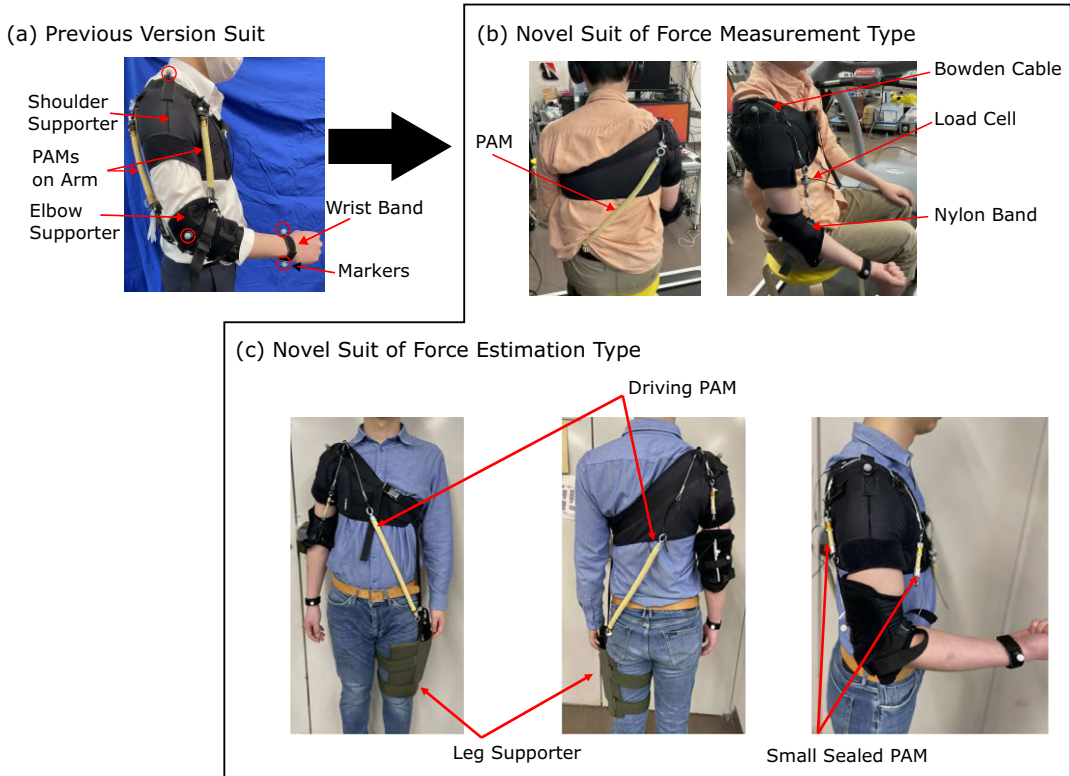 (a) Previous Version Suit
Shoulder
Supporter
PAMs
on Arm
Elbow
Supporter
Wrist Band
Markers
(b) Novel Suit of Force Measurement Type
PAM
Bowden Cable
Load Cell
Nylon Band
(c) Novel Suit of Force Estimation Type
Driving PAM
Leg Supporter
Small Sealed PAM